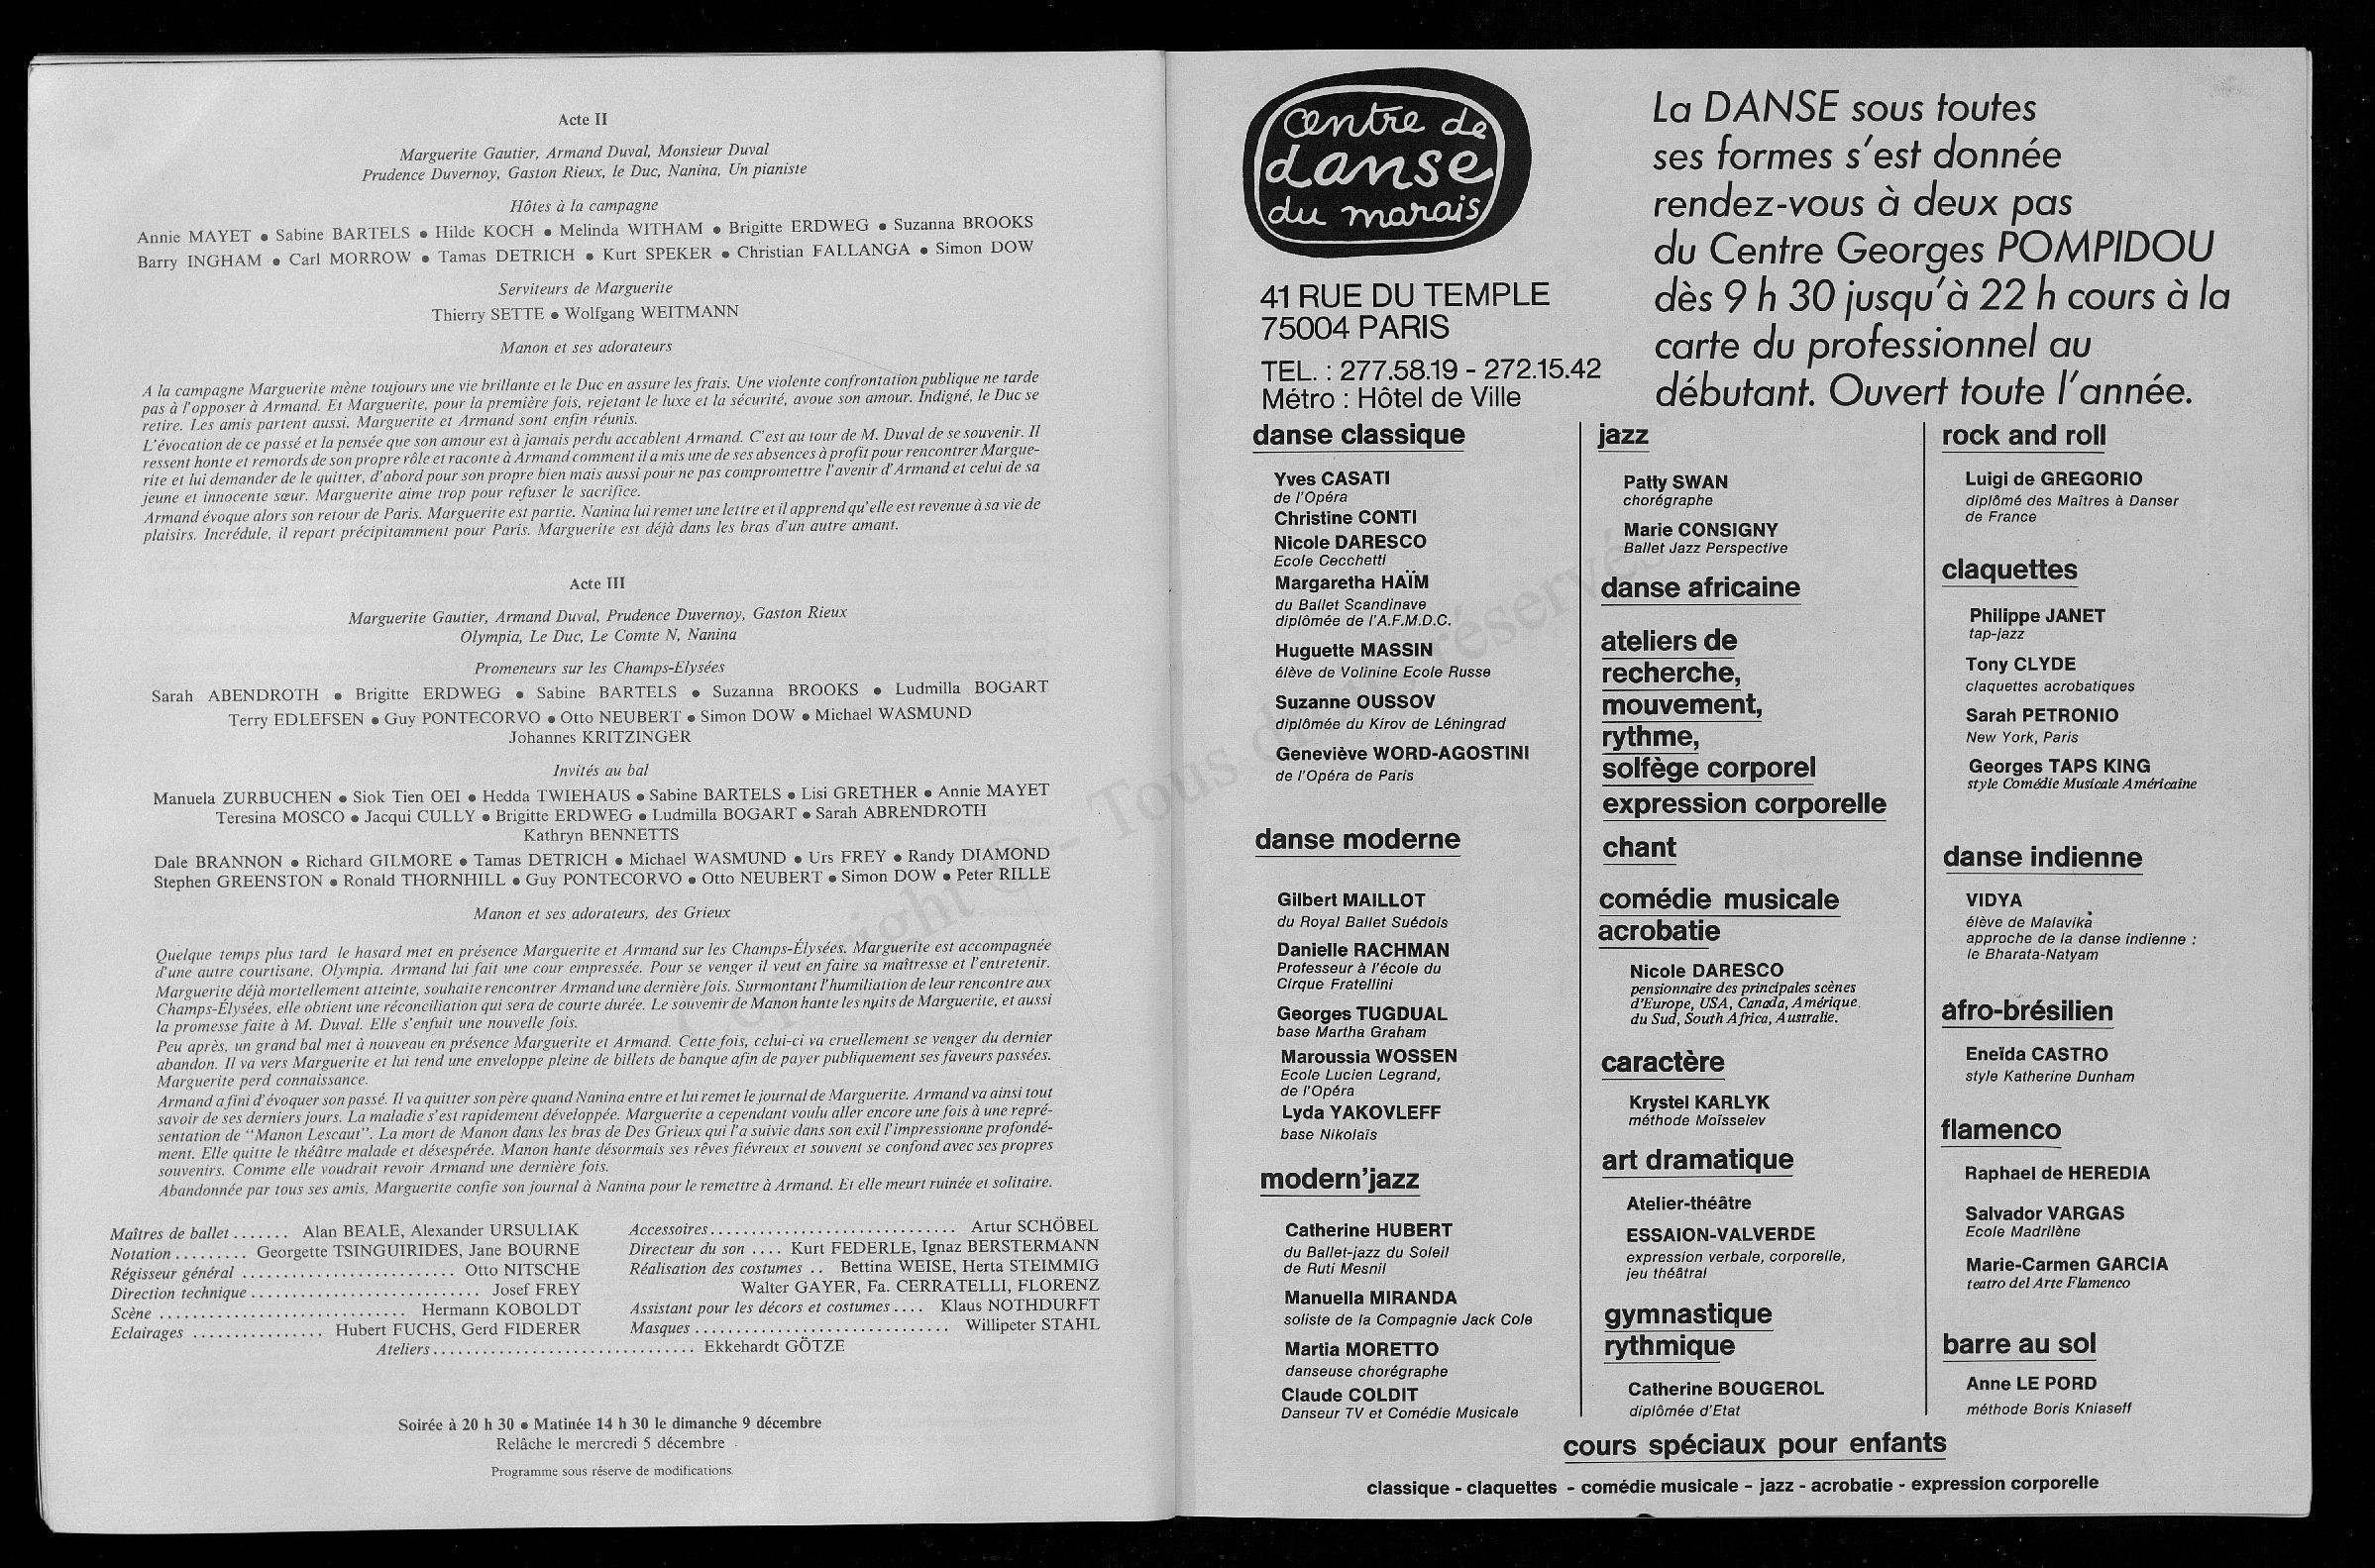 Acte II
Marguerite Gautier, Armand Duval, Monsieur Duval
Prudence Duvernoy, Gaston Rieux, le Duc, Nanina, Un pianiste
Hôtes à la campagne
Annie MAYET • Sabine BARTELS • Hilde KOCH • Melinda WITHAM • Brigitte ERDWEG • Suzanna BROOKS
Barry INGHAM • Carl MORROW • Tamas DETRICH • Kurt SPEKER • Christian FALLANGA • Simon DOW
Serviteurs de Marguerite
Thierry SETTE • Wolfgang WEITMANN
Manon et ses adorateurs
A la campagne Marguerite mène toujours une vie brillante et le Duc en assure les frais. Une violente confrontation publique ne tarde
pas à l'opposer à Armand. Et Marguerite, pour la première fois, rejetant le luxe et la sécurité, avoue son amour. Indigné, le Duc se
retire. Les amis partent aussi. Marguerite et Armand sont enfin réunis.
L'évocation de ce passé et la pensée que son amour est à jamais perdu accablent Armand. C'est au tour de M. Duval de se souvenir. Il
ressent honte et remords de son propre rôle et raconte à Armand comment il a mis une de ses absences à profit pour rencontrer Margue-
rite et lui demander de le quitter, d'abord pour son propre bien mais aussi pour ne pas compromettre l'avenir d'Armand et celui de sa
jeune et innocente sœur. Marguerite aime trop pour refuser le sacrifice.
Armand évoque alors son retour de Paris. Marguerite est partie. Nanina lui remet une lettre et il apprend qu'elle est revenue à sa vie de
plaisirs. Incrédule, il repart précipitamment pour Paris. Marguerite est déjà dans les bras d'un autre amant.
Acte III
Marguerite Gautier, Armand Duval, Prudence Duvernoy, Gaston Rieux
Olympia, Le Duc, Le Comte N, Nanina
Promeneurs sur les Champs-Elysées
Sarah ABENDROTH • Brigitte ERDWEG • Sabine BARTELS • Suzanna BROOKS • Ludmilla BOGART
Terry EDLEFSEN • Guy PONTECORVO • Otto NEUBERT • Simon DOW • Michael WASMUND
Johannes KRITZINGER
Invités au bal
Manuela ZURBUCHEN • Siok Tien OEI • Hedda TWIEHAUS • Sabine BARTELS • Lisi GRETHER • Annie MAYET
Teresina MOSCO • Jacqui CULLY • Brigitte ERDWEG • Ludmilla BOGART • Sarah ABRENDROTH
Kathryn BENNETTS
Dale BRANNON • Richard GILMORE • Tamas DETRICH • Michael WASMUND • Urs FREY • Randy DIAMOND
Stephen GREENSTON • Ronald THORNHILL • Guy PONTECORVO • Otto NEUBERT • Simon DOW • Peter RILLE
Manon et ses adorateurs, des Grieux
Quelque temps plus tard le hasard met en présence Marguerite et Armand sur les Champs-Élysées. Marguerite est accompagnée
d'une autre courtisane, Olympia. Armand lui fait une cour empressée. Pour se venger il veut en faire sa maîtresse et l'entretenir.
Marguerite déjà mortellement atteinte, souhaite rencontrer Armand une dernière fois. Surmontant l'humiliation de leur rencontre aux
Champs-Élysées, elle obtient une réconciliation qui sera de courte durée. Le souvenir de Manon hante les nuits de Marguerite, et aussi
la promesse faite à M. Duval. Elle s'enfuit une nouvelle fois.
Peu après, un grand bal met à nouveau en présence Marguerite et Armand. Cette fois, celui-ci va cruellement se venger du dernier
abandon. Il va vers Marguerite et lui tend une enveloppe pleine de billets de banque afin de payer publiquement ses faveurs passées.
Marguerite perd connaissance.
Armand a fini d'évoquer son passé. Il va quitter son père quand Nanina entre et lui remet le journal de Marguerite. Armand va ainsi tout
savoir de ses derniers jours. La maladie s'est rapidement développée. Marguerite a cependant voulu aller encore une fois à une repré-
sentation de "Manon Lescaut". La mort de Manon dans les bras de Des Grieux qui l'a suivie dans son exil l'impressionne profondé-
ment. Elle quitte le théâtre malade et désespérée. Manon hante désormais ses rêves fiévreux et souvent se confond avec ses propres
souvenirs. Comme elle voudrait revoir Armand une dernière fois.
Abandonnée par tous ses amis, Marguerite confie son journal à Nanina pour le remettre à Armand. Et elle meurt ruinée et solitaire.
Maîtres de ballet ....... Alan BEALE, Alexander URSULIAK
Notation ......... Georgette TSINGUIRIDES, Jane BOURNE
Régisseur général .......................... Otto NITSCHE
Direction technique ............................ Josef FREY
Scène .............................. Hermann KOBOLDT
Eclairages ................ Hubert FUCHS, Gerd FIDERER
Accessoires .............................. Artur SCHÖBEL
Directeur du son .... Kurt FEDERLE, Ignaz BERSTERMANN
Réalisation des costumes .. Bettina WEISE, Herta STEIMMIG
Walter GAYER, Fa. CERRATELLI, FLORENZ
Assistant pour les décors et costumes .... Klaus NOTHDURFT
Masques ............................... Willipeter STAHL
Ateliers ................................ Ekkehardt GÖTZE
Soirée à 20 h 30 • Matinée 14 h 30 le dimanche 9 décembre
Relâche le mercredi 5 décembre
Programme sous réserve de modifications.
centre de
danse
du marais
41 RUE DU TEMPLE
75004 PARIS
TEL. : 277.58.19 - 272.15.42
Métro : Hôtel de Ville
La DANSE sous toutes
ses formes s'est donnée
rendez-vous à deux pas
du Centre Georges POMPIDOU
dès 9 h 30 jusqu'à 22 h cours à la
carte du professionnel au
débutant. Ouvert toute l'année.
danse classique
Yves CASATI
de l'Opéra
Christine CONTI
Nicole DARESCO
Ecole Cecchetti
Margaretha HAÏM
du Ballet Scandinave
diplômée de l'A.F.M.D.C.
Huguette MASSIN
élève de Volinine Ecole Russe
Suzanne OUSSOV
diplômée du Kirov de Léningrad
Geneviève WORD-AGOSTINI
de l'Opéra de Paris
danse moderne
Gilbert MAILLOT
du Royal Ballet Suédois
Danielle RACHMAN
Professeur à l'école du
Cirque Fratellini
Georges TUGDUAL
base Martha Graham
Maroussia WOSSEN
Ecole Lucien Legrand,
de l'Opéra
Lyda YAKOVLEFF
base Nikolaïs
modern'jazz
Catherine HUBERT
du Ballet-jazz du Soleil
de Ruti Mesnil
Manuella MIRANDA
soliste de la Compagnie Jack Cole
Martia MORETTO
danseuse chorégraphe
Claude COLDIT
Danseur TV et Comédie Musicale
jazz
Patty SWAN
chorégraphe
Marie CONSIGNY
Ballet Jazz Perspective
danse africaine
ateliers de
recherche,
mouvement,
rythme,
solfège corporel
expression corporelle
chant
comédie musicale
acrobatie
Nicole DARESCO
pensionnaire des principales scènes
d'Europe, USA, Canada, Amérique.
du Sud, South Africa, Australie.
caractère
Krystel KARLYK
méthode Moïsseiev
art dramatique
Atelier-théâtre
ESSAION-VALVERDE
expression verbale, corporelle,
jeu théâtral
gymnastique
rythmique
Catherine BOUGEROL
diplômée d'Etat
rock and roll
Luigi de GREGORIO
diplômé des Maîtres à Danser
de France
claquettes
Philippe JANET
tap-jazz
Tony CLYDE
claquettes acrobatiques
Sarah PETRONIO
New York, Paris
Georges TAPS KING
style Comédie Musicale Américaine
danse indienne
VIDYA
élève de Malavika
approche de la danse indienne :
le Bharata-Natyam
afro-brésilien
Eneïda CASTRO
style Katherine Dunham
flamenco
Raphael de HEREDIA
Salvador VARGAS
Ecole Madrilène
Marie-Carmen GARCIA
teatro del Arte Flamenco
barre au sol
Anne LE PORD
méthode Boris Kniaseff
cours spéciaux pour enfants
classique - claquettes - comédie musicale - jazz - acrobatie - expression corporelle
Copyright © - Tous droits réservés